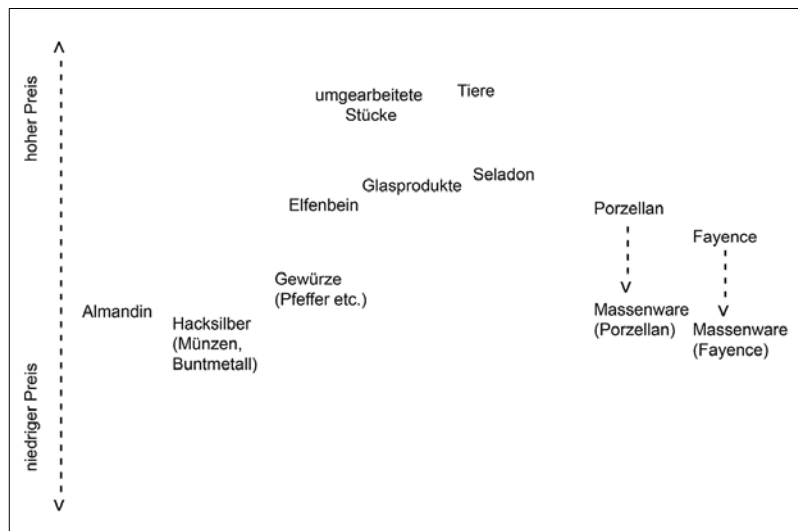 hoher Preis
niedriger Preis
umgearbeitete
Stücke
Tiere
Elfenbein
Glasprodukte
Seladon
Porzellan
Fayence
Almandin
Hacksilber
(Münzen,
Buntmetall)
Gewürze
(Pfeffer etc.)
Massenware
(Porzellan)
Massenware
(Fayence)